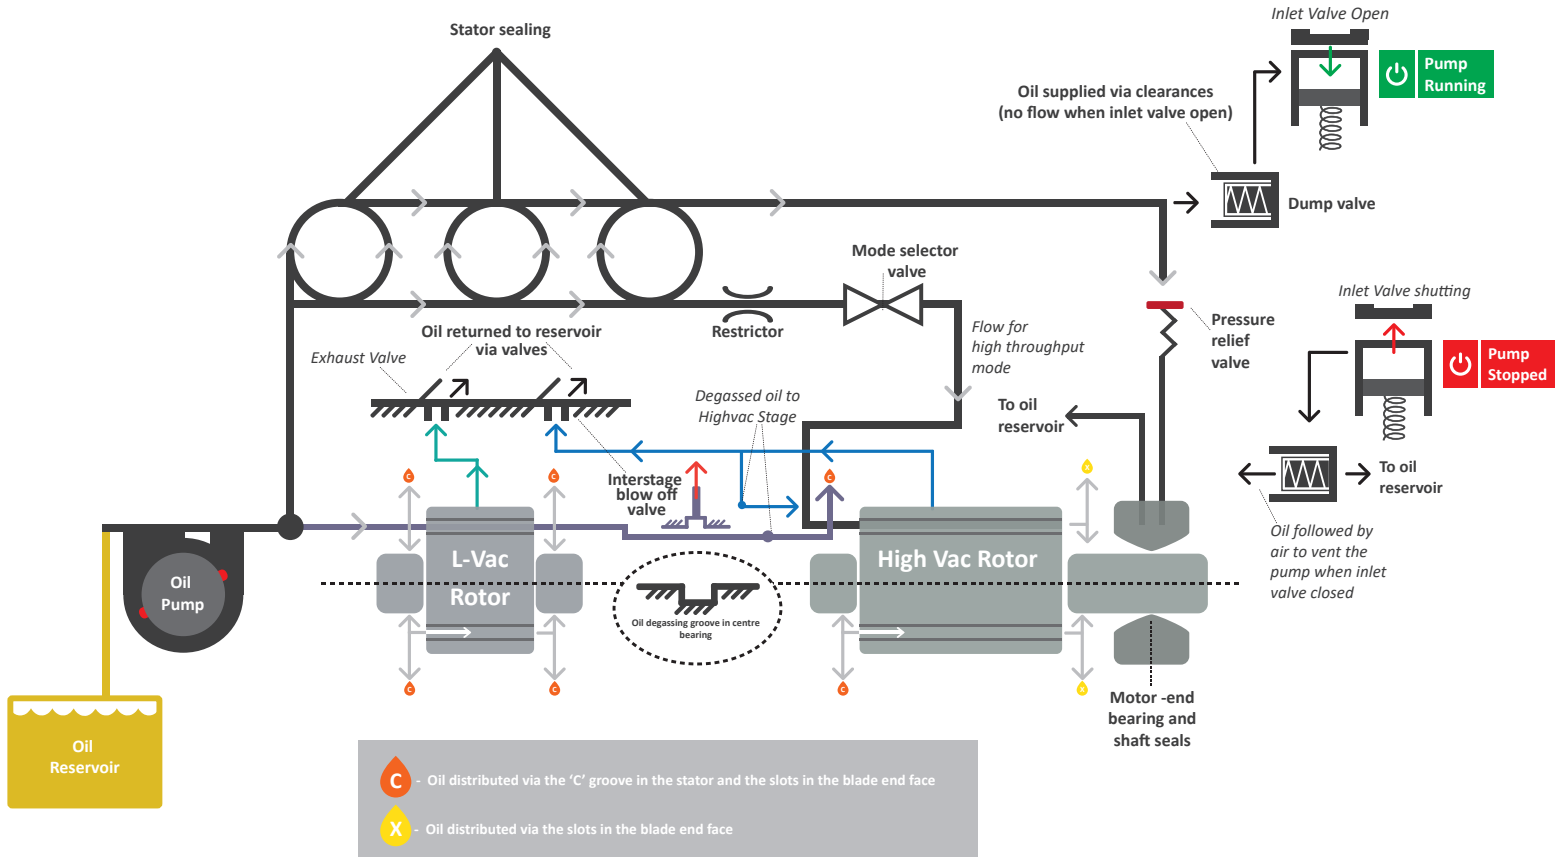 Inlet Valve Open
Pump
Running
Stator sealing
Oil supplied via clearances
(no flow when inlet valve open)
Dump valve
Mode selector
valve
Inlet Valve shutting
Pump
Stopped
Restrictor
Pressure
relief
valve
Oil returned to reservoir
via valves
Exhaust Valve
Flow for
high throughput
mode
Degassed oil to
Highvac Stage
To oil
reservoir
To oil
reservoir
Interstage
blow off
valve
C
C
C
X
Oil followed by
air to vent the
pump when inlet
valve closed
L-Vac
Rotor
High Vac Rotor
Oil
Pump
Oil degassing groove in centre
bearing
C
C
C
X
Motor -end
bearing and
shaft seals
Oil
Reservoir
C - Oil distributed via the ‘C’ groove in the stator and the slots in the blade end face
X - Oil distributed via the slots in the blade end face